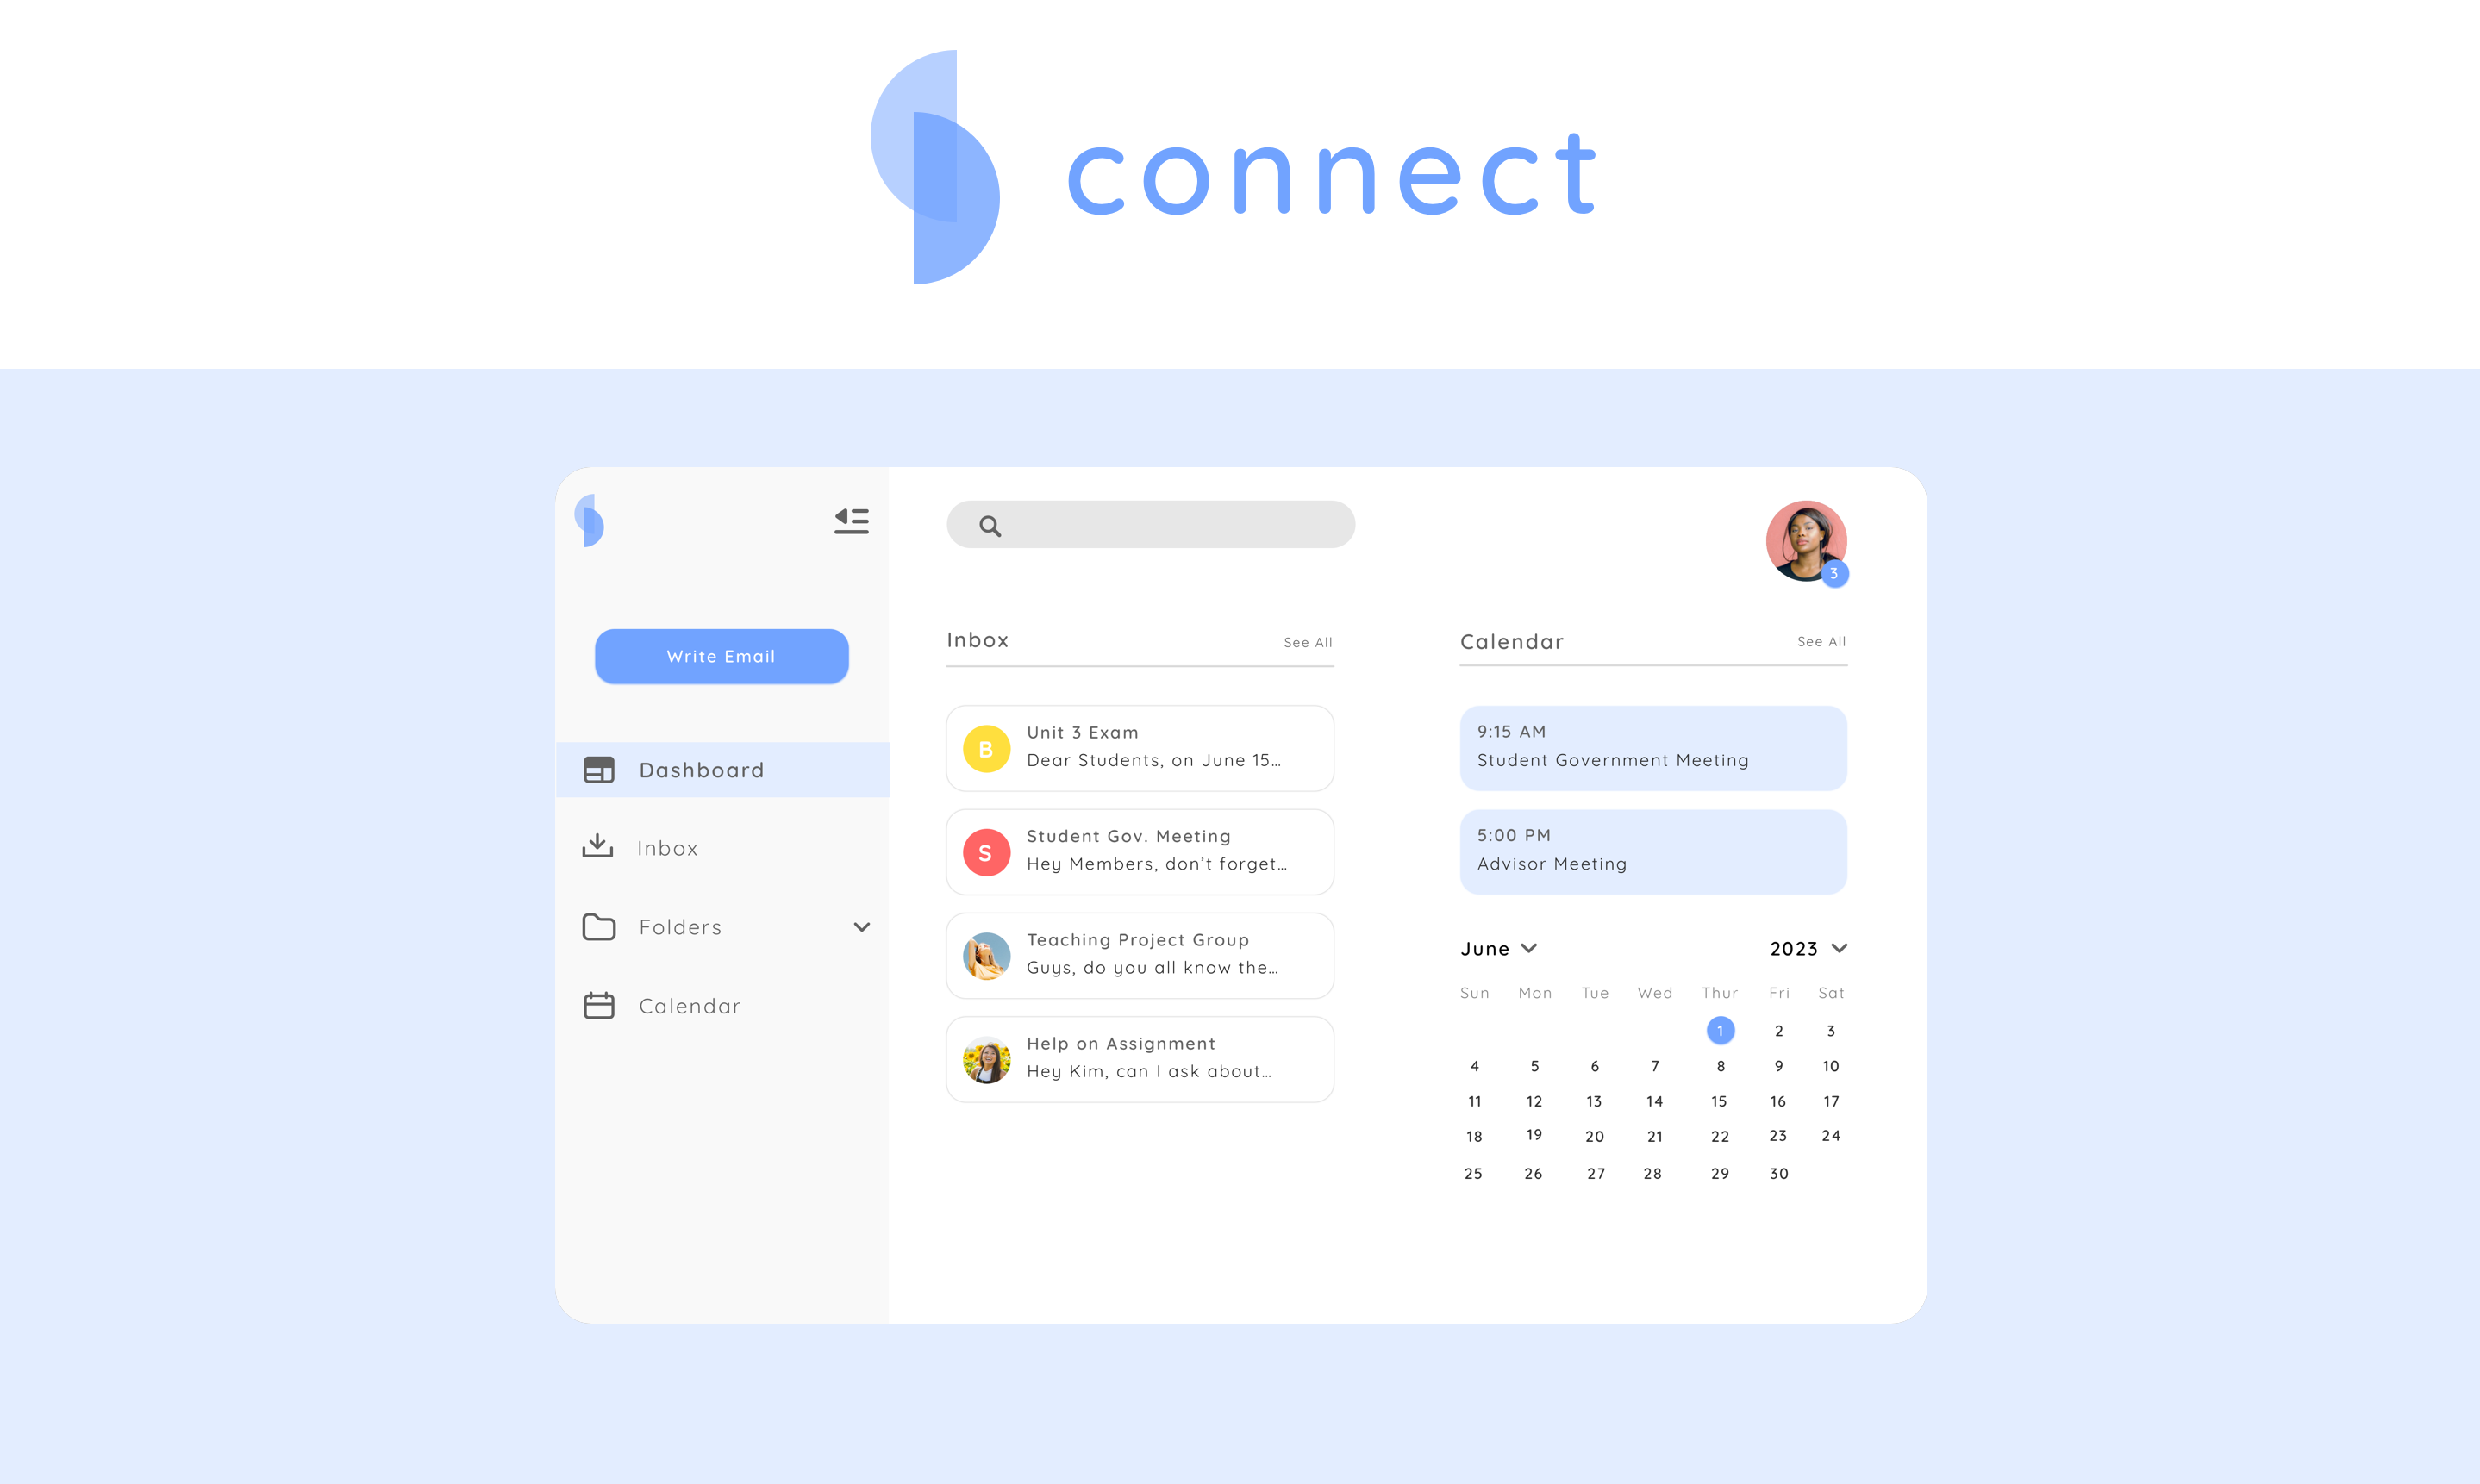 connect
3
Write Email
Dashboard
Inbox
Folders
Calendar
Inbox See All
B
Unit 3 Exam
Dear Students, on June 15...
S
Student Gov. Meeting
Hey Members, don’t forget...
Teaching Project Group
Guys, do you all know the...
Help on Assignment
Hey Kim, can I ask about...
Calendar See All
9:15 AM
Student Government Meeting
5:00 PM
Advisor Meeting
June 2023
Sun Mon Tue Wed Thur Fri Sat
1 2 3
4 5 6 7 8 9 10
11 12 13 14 15 16 17
18 19 20 21 22 23 24
25 26 27 28 29 30